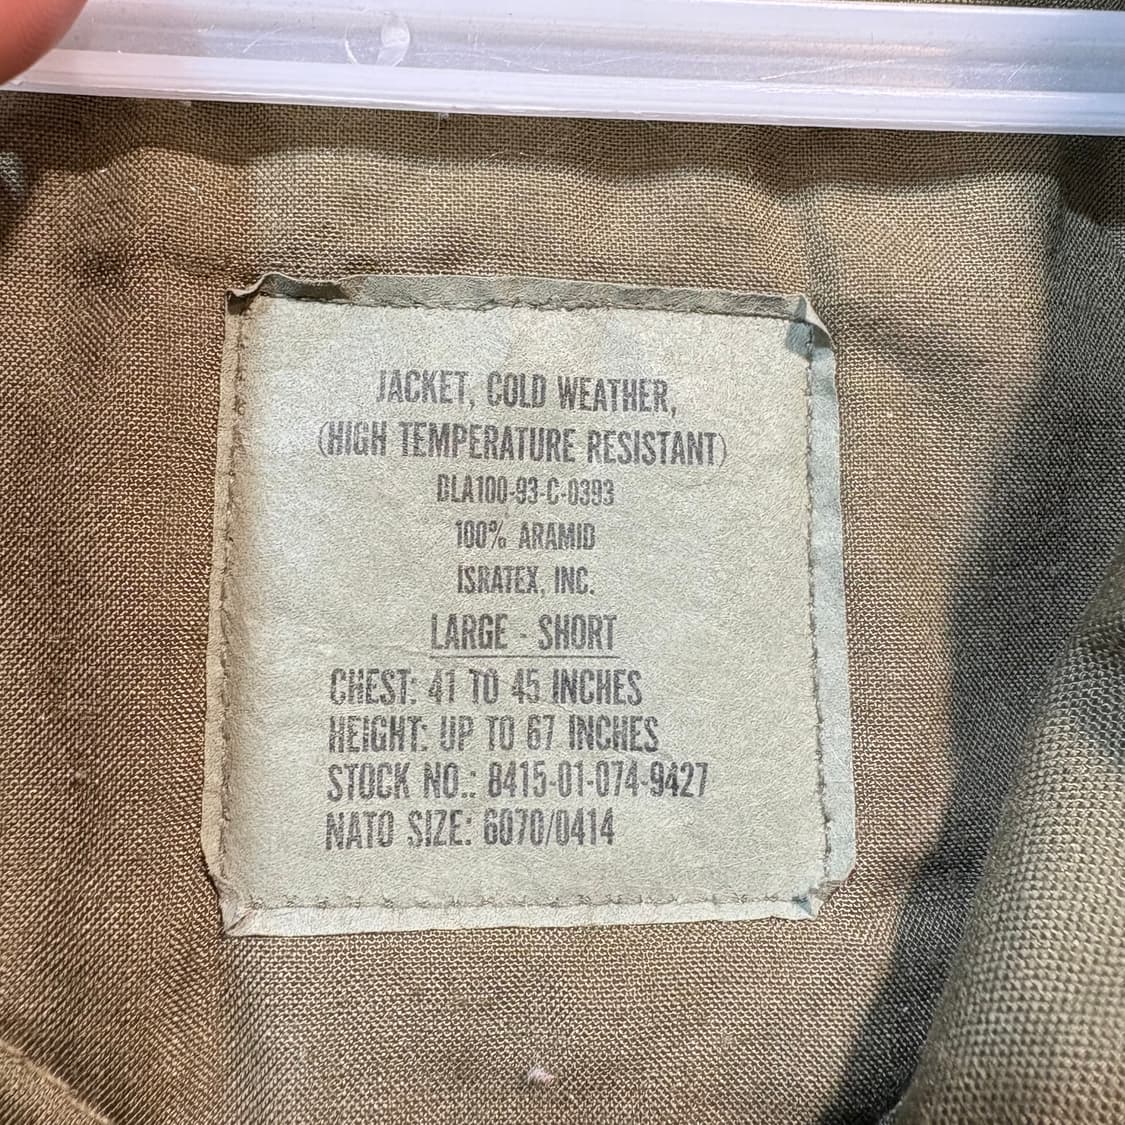 JACKET, COLD WEATHER,
(HIGH TEMPERATURE RESISTANT)
DLA100-93-C-0393
100% ARAMID
ISRATEX, INC.
LARGE - SHORT
CHEST: 41 TO 45 INCHES
HEIGHT: UP TO 67 INCHES
STOCK NO.: 8415-01-074-9427
NATO SIZE: 6070/0414